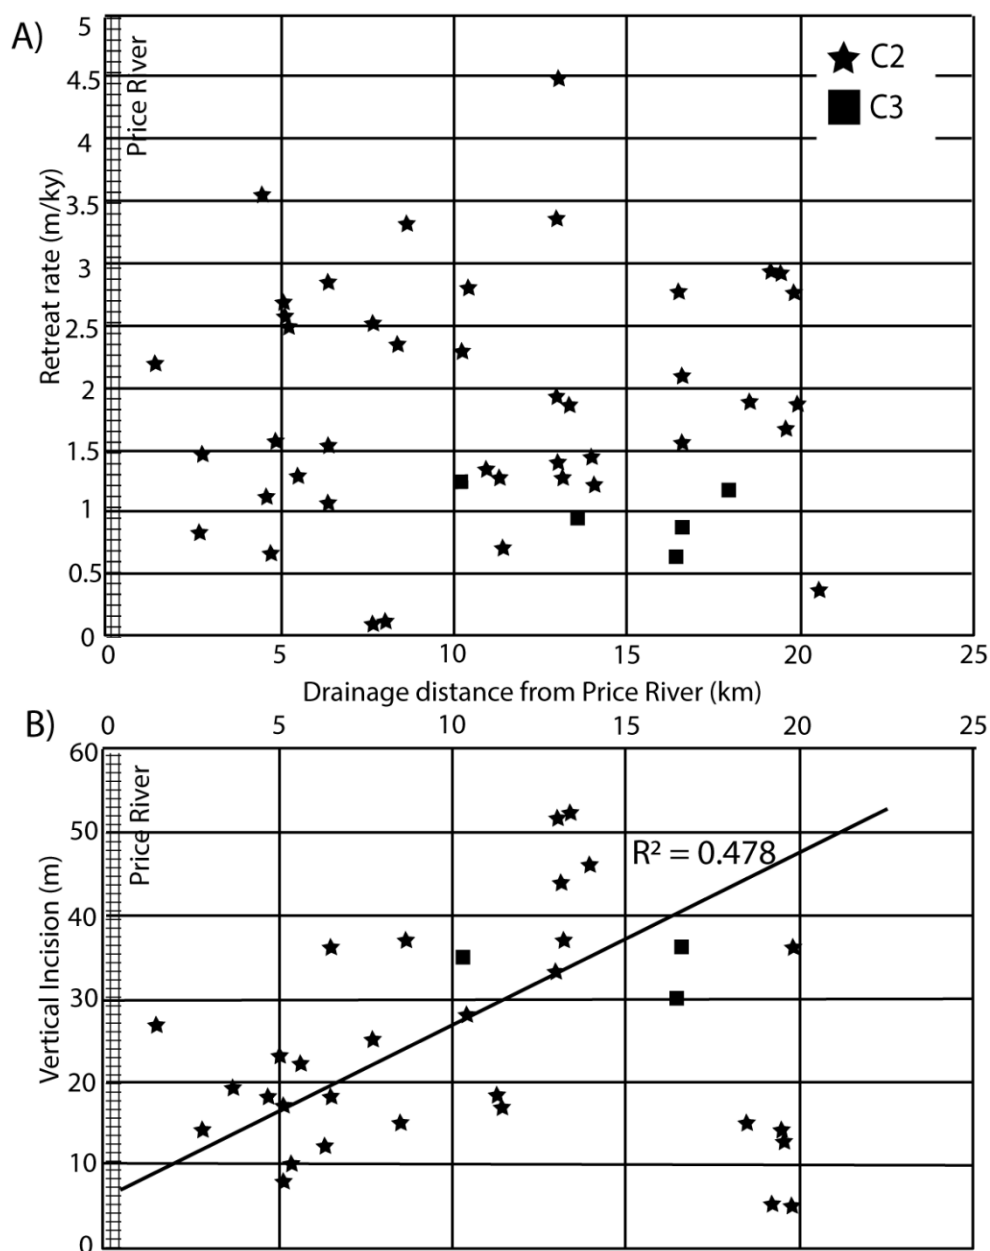 A)
5
4.5
4
3.5
3
2.5
2
1.5
1
0.5
0
Retreat rate (m/ky)
Price River
C2
C3
0 5 10 15 20 25
Drainage distance from Price River (km)
B)
0 5 10 15 20 25
60
50
40
30
20
10
0
Vertical Incision (m)
Price River
R² = 0.478